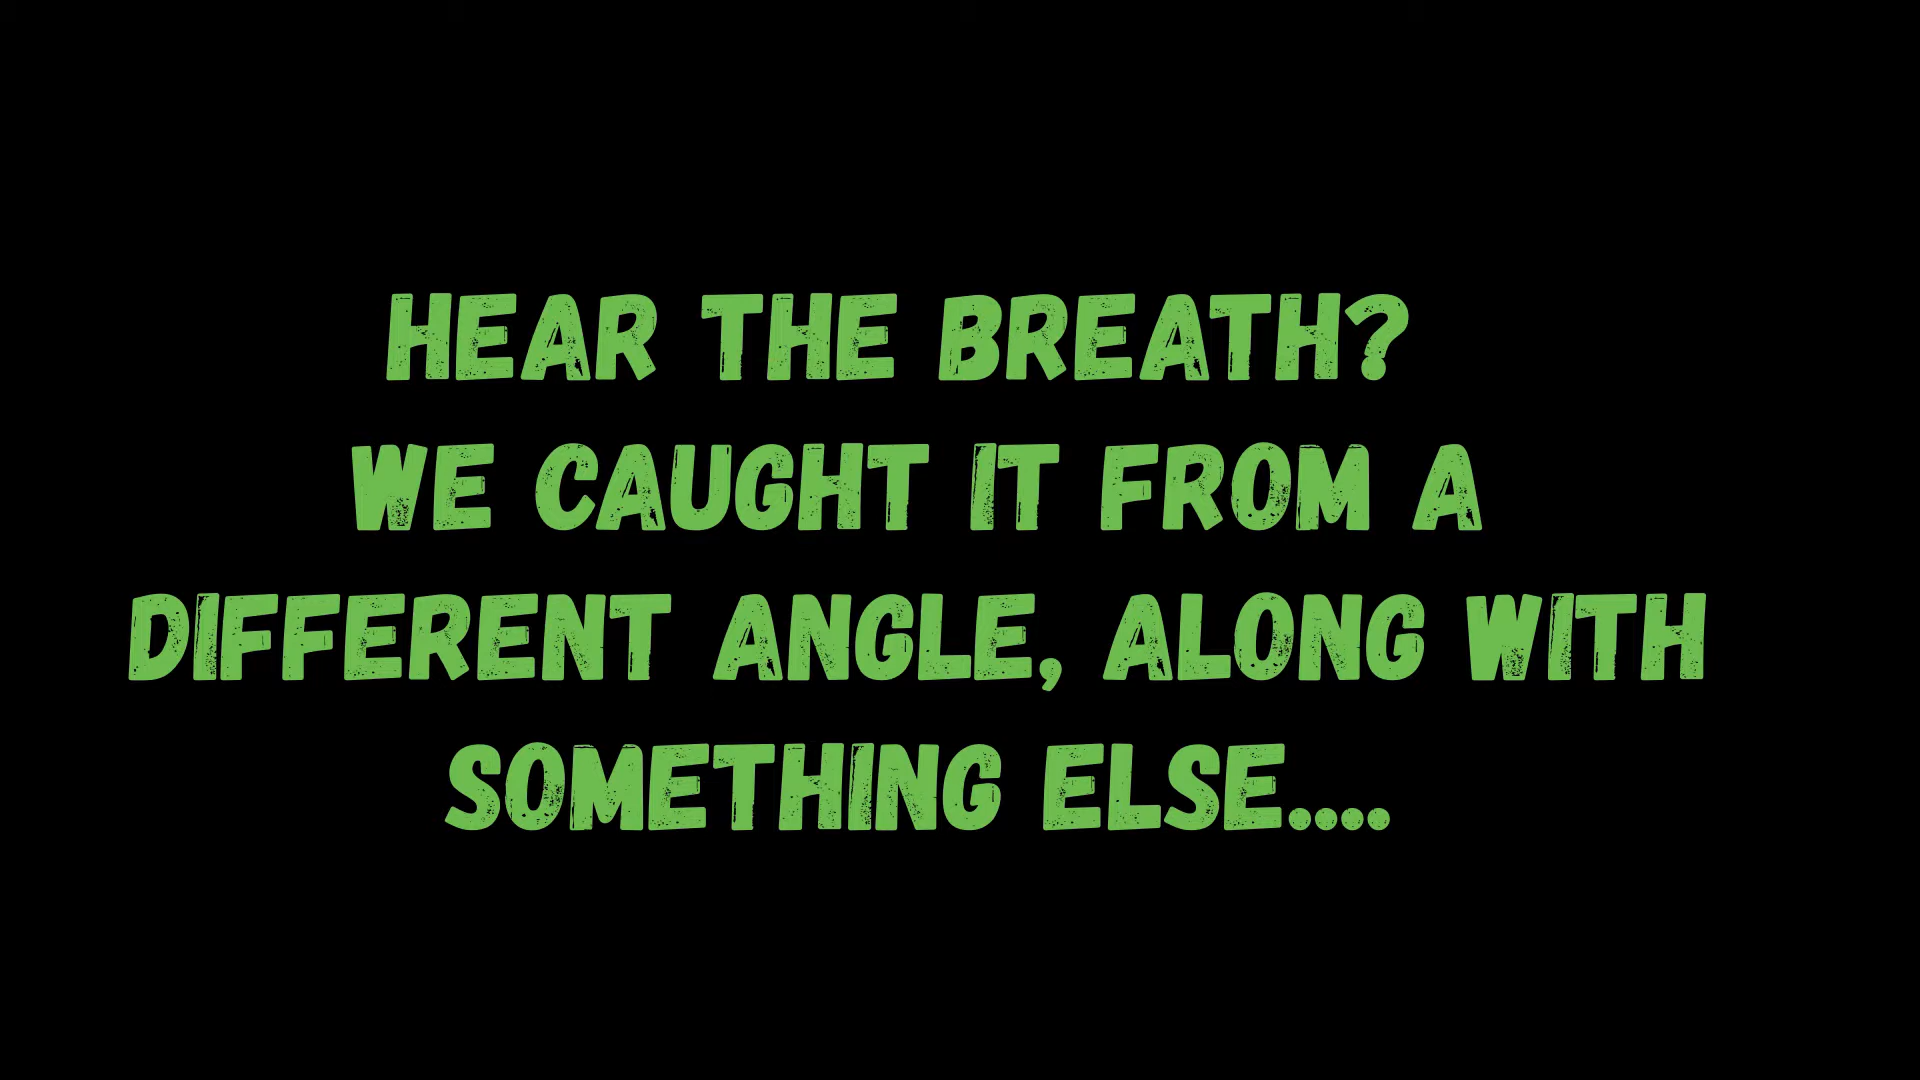 HEAR THE BREATH?
WE CAUGHT IT FROM A
DIFFERENT ANGLE, ALONG WITH
SOMETHING ELSE....